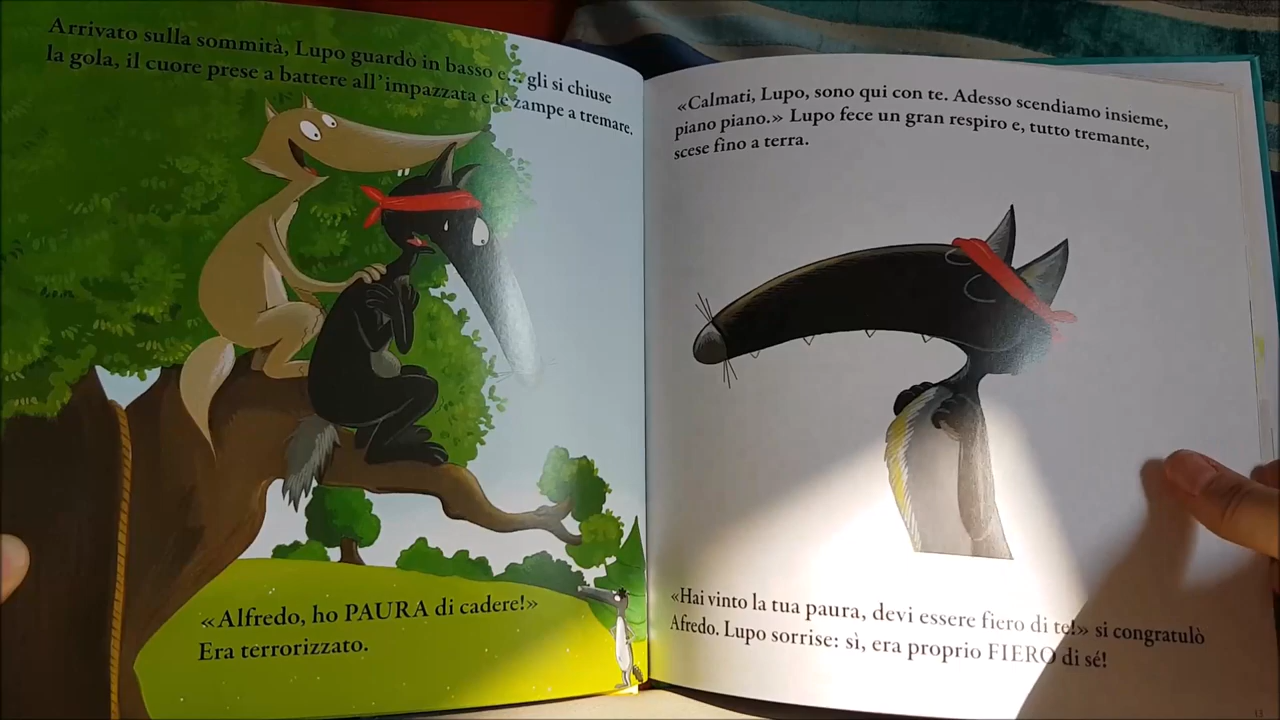 Arrivato sulla sommità, Lupo guardò in basso e... gli si chiuse
la gola, il cuore prese a battere all'impazzata e le zampe a tremare.
«Alfredo, ho PAURA di cadere!»
Era terrorizzato.
«Calmati, Lupo, sono qui con te. Adesso scendiamo insieme,
piano piano.» Lupo fece un gran respiro e, tutto tremante,
scese fino a terra.
«Hai vinto la tua paura, devi essere fiero di te!» si congratulò
Afredo. Lupo sorrise: sì, era proprio FIERO di sé!